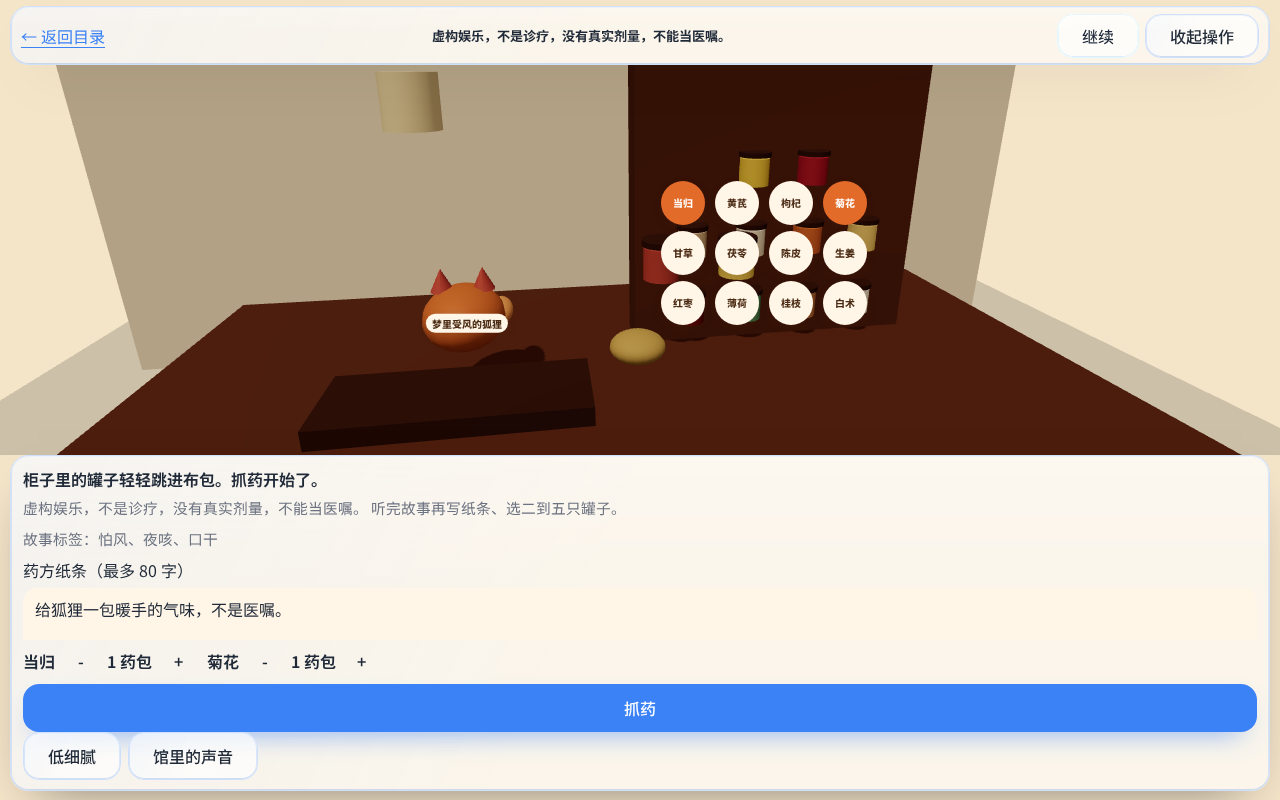 ← 返回目录
虚构娱乐，不是诊疗，没有真实剂量，不能当医嘱。
继续
收起操作
当归
黄芪
枸杞
菊花
甘草
茯苓
陈皮
生姜
红枣
薄荷
桂枝
白术
梦里受风的狐狸
柜子里的罐子轻轻跳进布包。抓药开始了。
虚构娱乐，不是诊疗，没有真实剂量，不能当医嘱。 听完故事再写纸条、选二到五只罐子。
故事标签：怕风、夜咳、口干
药方纸条（最多 80 字）
给狐狸一包暖手的气味，不是医嘱。
当归 - 1 药包 + 菊花 - 1 药包 +
抓药
低细腻
馆里的声音